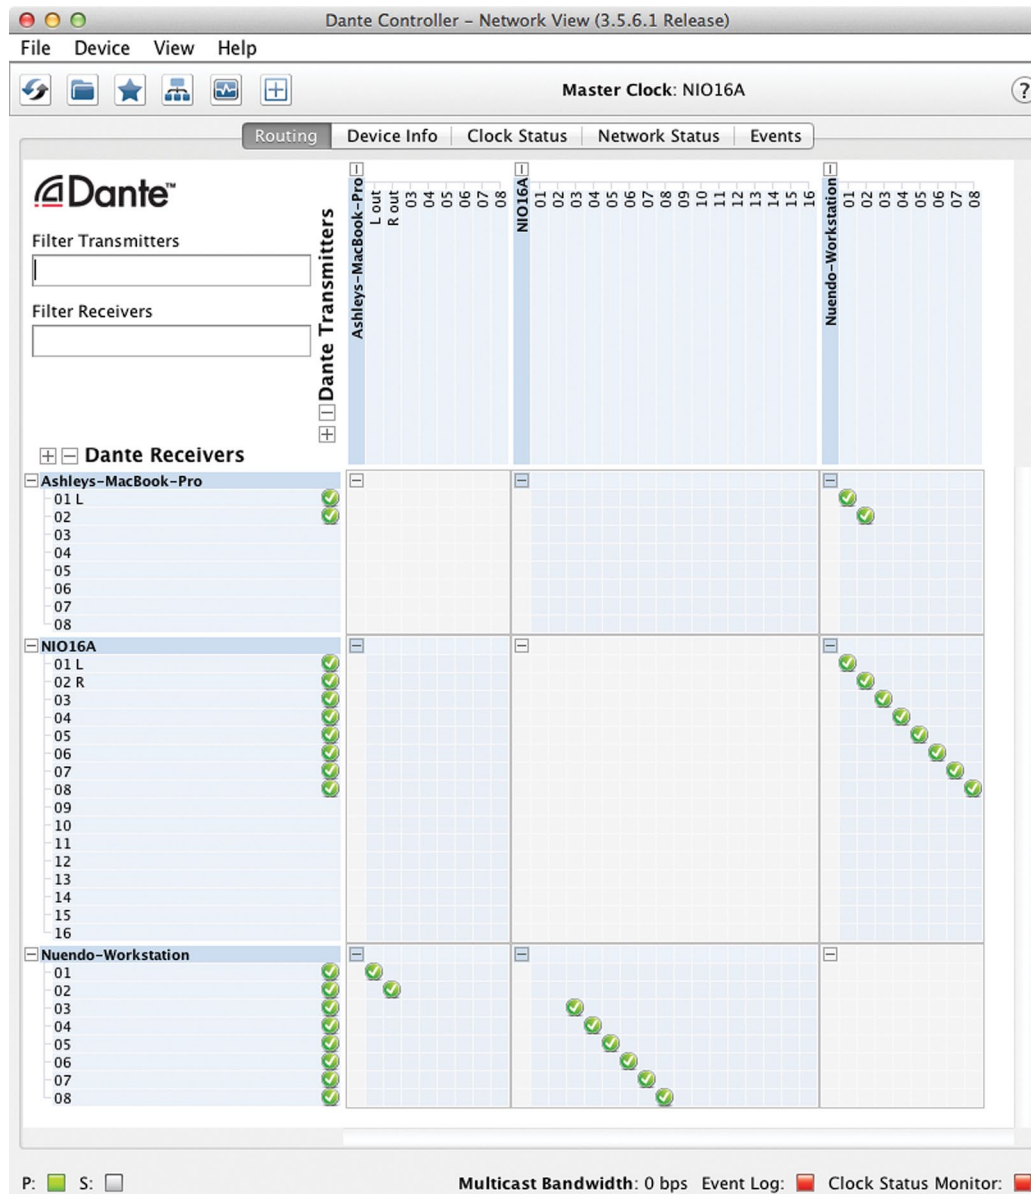 Dante Controller – Network View (3.5.6.1 Release)
File Device View Help
Master Clock: NIO16A
?
Routing Device Info Clock Status Network Status Events
Dante™
Filter Transmitters
Filter Receivers
Dante Transmitters
Ashleys-MacBook-Pro
L out
R out
03
04
05
06
07
08
NIO16A
01
02
03
04
05
06
07
08
09
10
11
12
13
14
15
16
Nuendo-Workstation
01
02
03
04
05
06
07
08
Dante Receivers
Ashleys-MacBook-Pro
01 L
02
03
04
05
06
07
08
NIO16A
01 L
02 R
03
04
05
06
07
08
09
10
11
12
13
14
15
16
Nuendo-Workstation
01
02
03
04
05
06
07
08
P: S: Multicast Bandwidth: 0 bps Event Log: Clock Status Monitor: